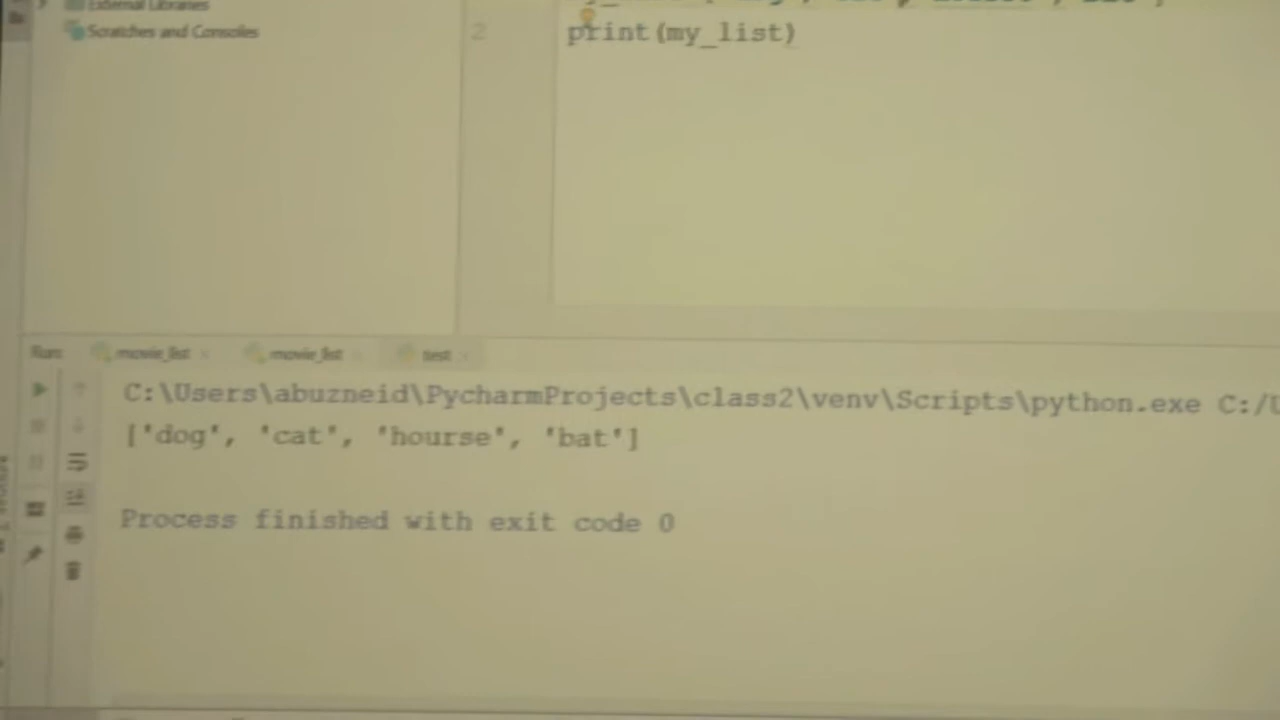 External Libraries
Scratches and Consoles
2 print(my_list)
Run: movie_list movie_list test
C:\Users\abuzneid\PycharmProjects\class2\venv\Scripts\python.exe C:/U
['dog', 'cat', 'hourse', 'bat']
Process finished with exit code 0